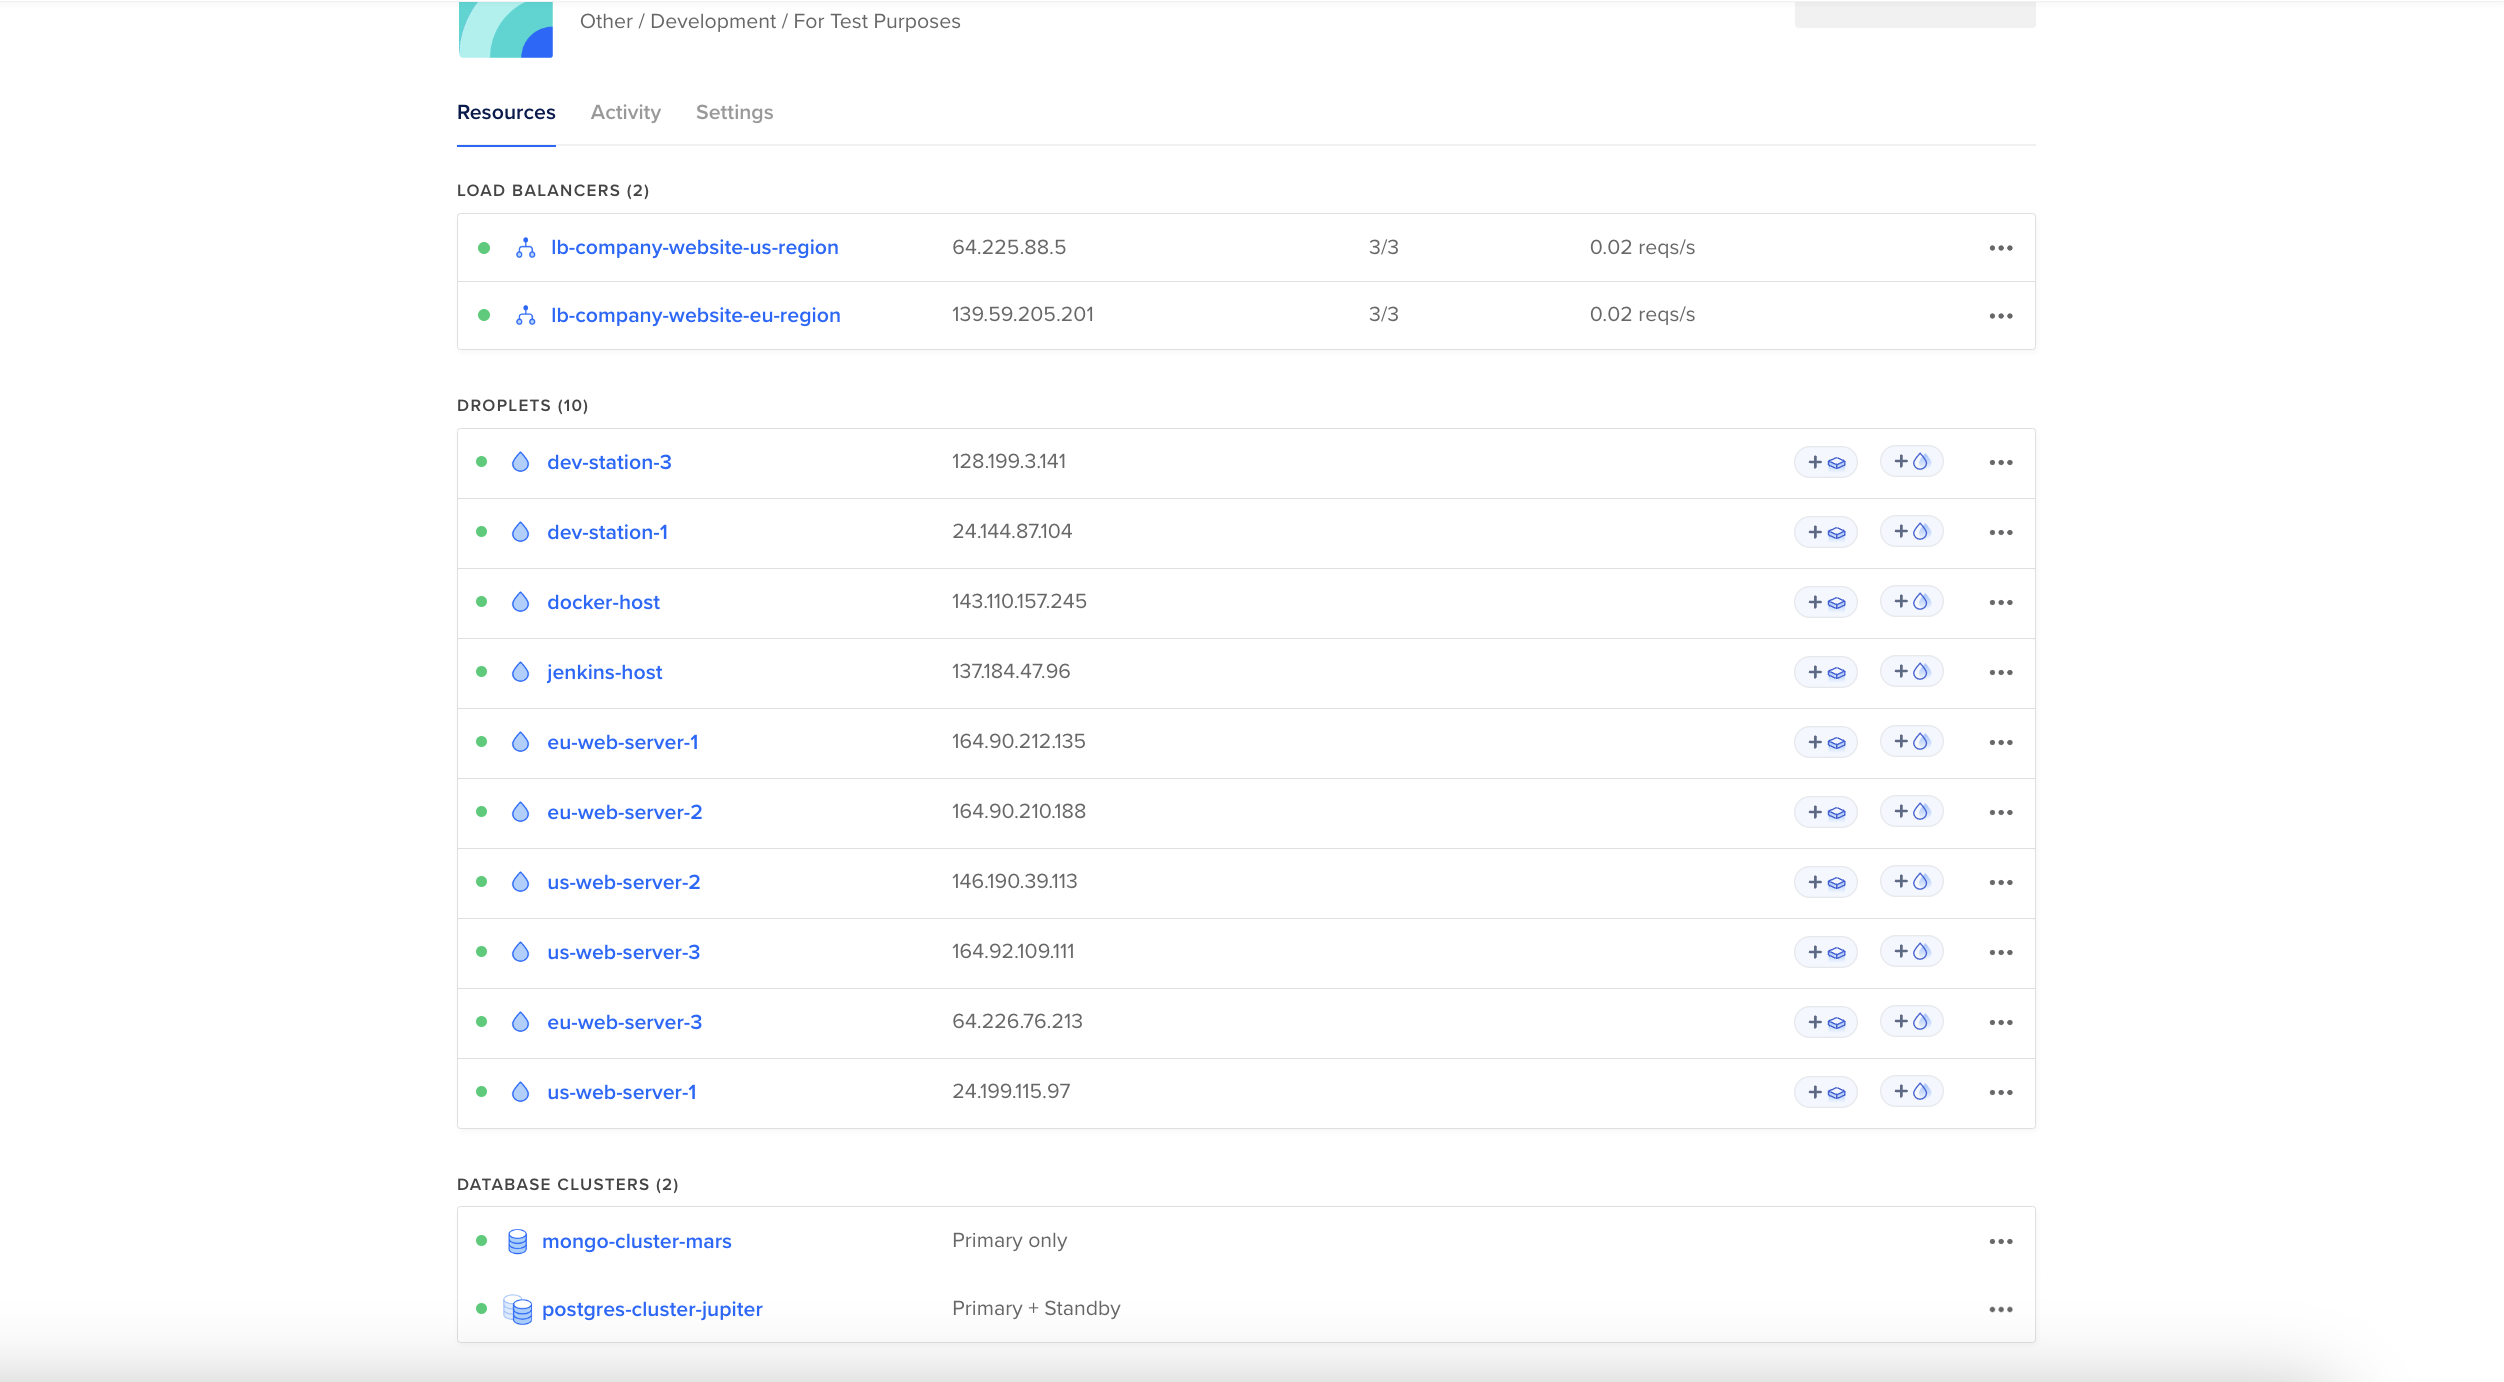 Other / Development / For Test Purposes
Resources Activity Settings
LOAD BALANCERS (2)
lb-company-website-us-region 64.225.88.5 3/3 0.02 reqs/s
lb-company-website-eu-region 139.59.205.201 3/3 0.02 reqs/s
DROPLETS (10)
dev-station-3 128.199.3.141
dev-station-1 24.144.87.104
docker-host 143.110.157.245
jenkins-host 137.184.47.96
eu-web-server-1 164.90.212.135
eu-web-server-2 164.90.210.188
us-web-server-2 146.190.39.113
us-web-server-3 164.92.109.111
eu-web-server-3 64.226.76.213
us-web-server-1 24.199.115.97
DATABASE CLUSTERS (2)
mongo-cluster-mars Primary only
postgres-cluster-jupiter Primary + Standby